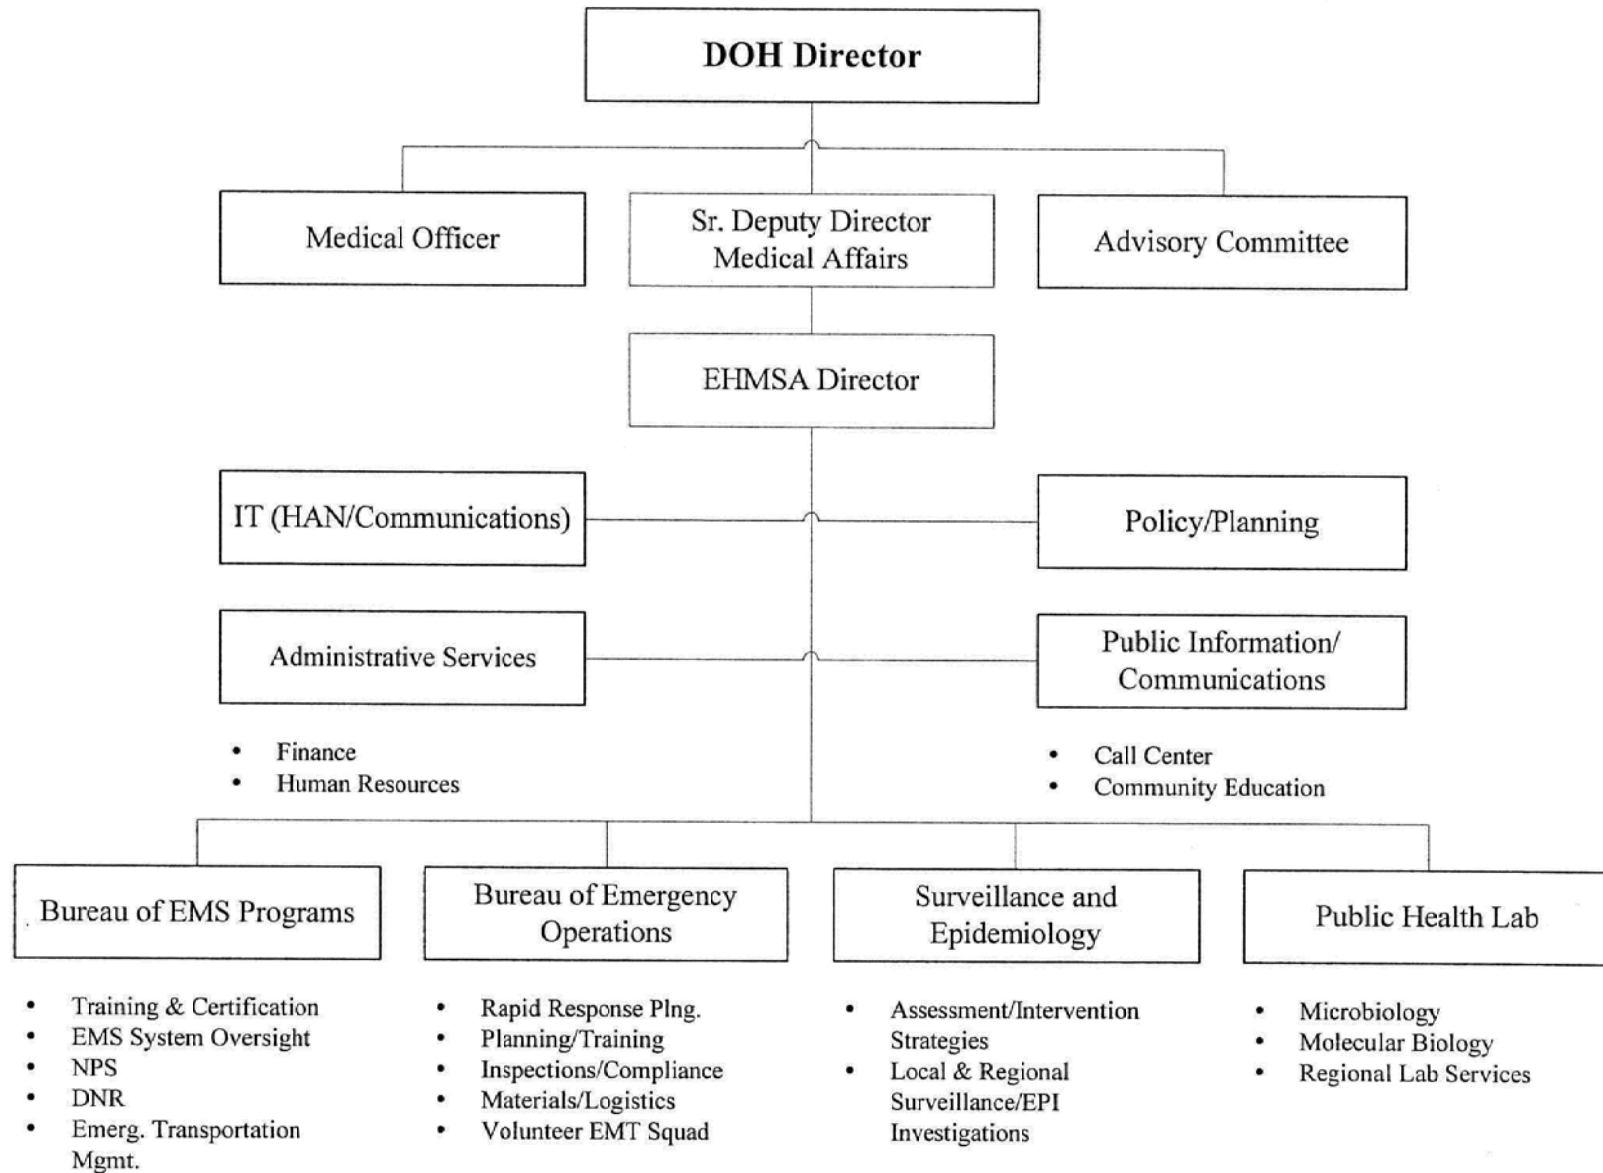 DOH Director
Medical Officer
Sr. Deputy Director
Medical Affairs
Advisory Committee
EHMSA Director
IT (HAN/Communications)
Policy/Planning
Administrative Services
Public Information/
Communications
• Finance
• Human Resources
• Call Center
• Community Education
Bureau of EMS Programs
Bureau of Emergency
Operations
Surveillance and
Epidemiology
Public Health Lab
• Training & Certification
• EMS System Oversight
• NPS
• DNR
• Emerg. Transportation
Mgmt.
• Rapid Response Plng.
• Planning/Training
• Inspections/Compliance
• Materials/Logistics
• Volunteer EMT Squad
• Assessment/Intervention
Strategies
• Local & Regional
Surveillance/EPI
Investigations
• Microbiology
• Molecular Biology
• Regional Lab Services